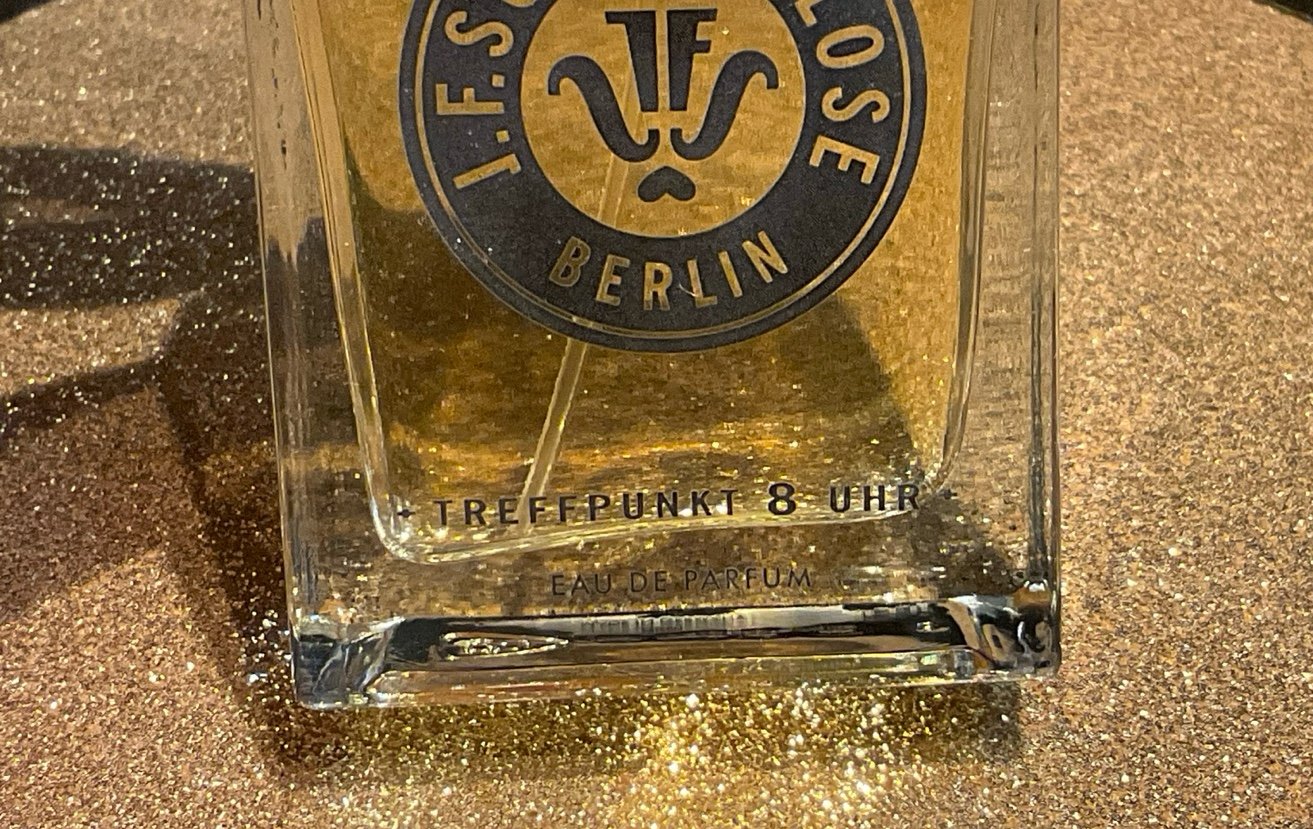 BERLIN
TREFFPUNKT 8 UHR
EAU DE PARFUM